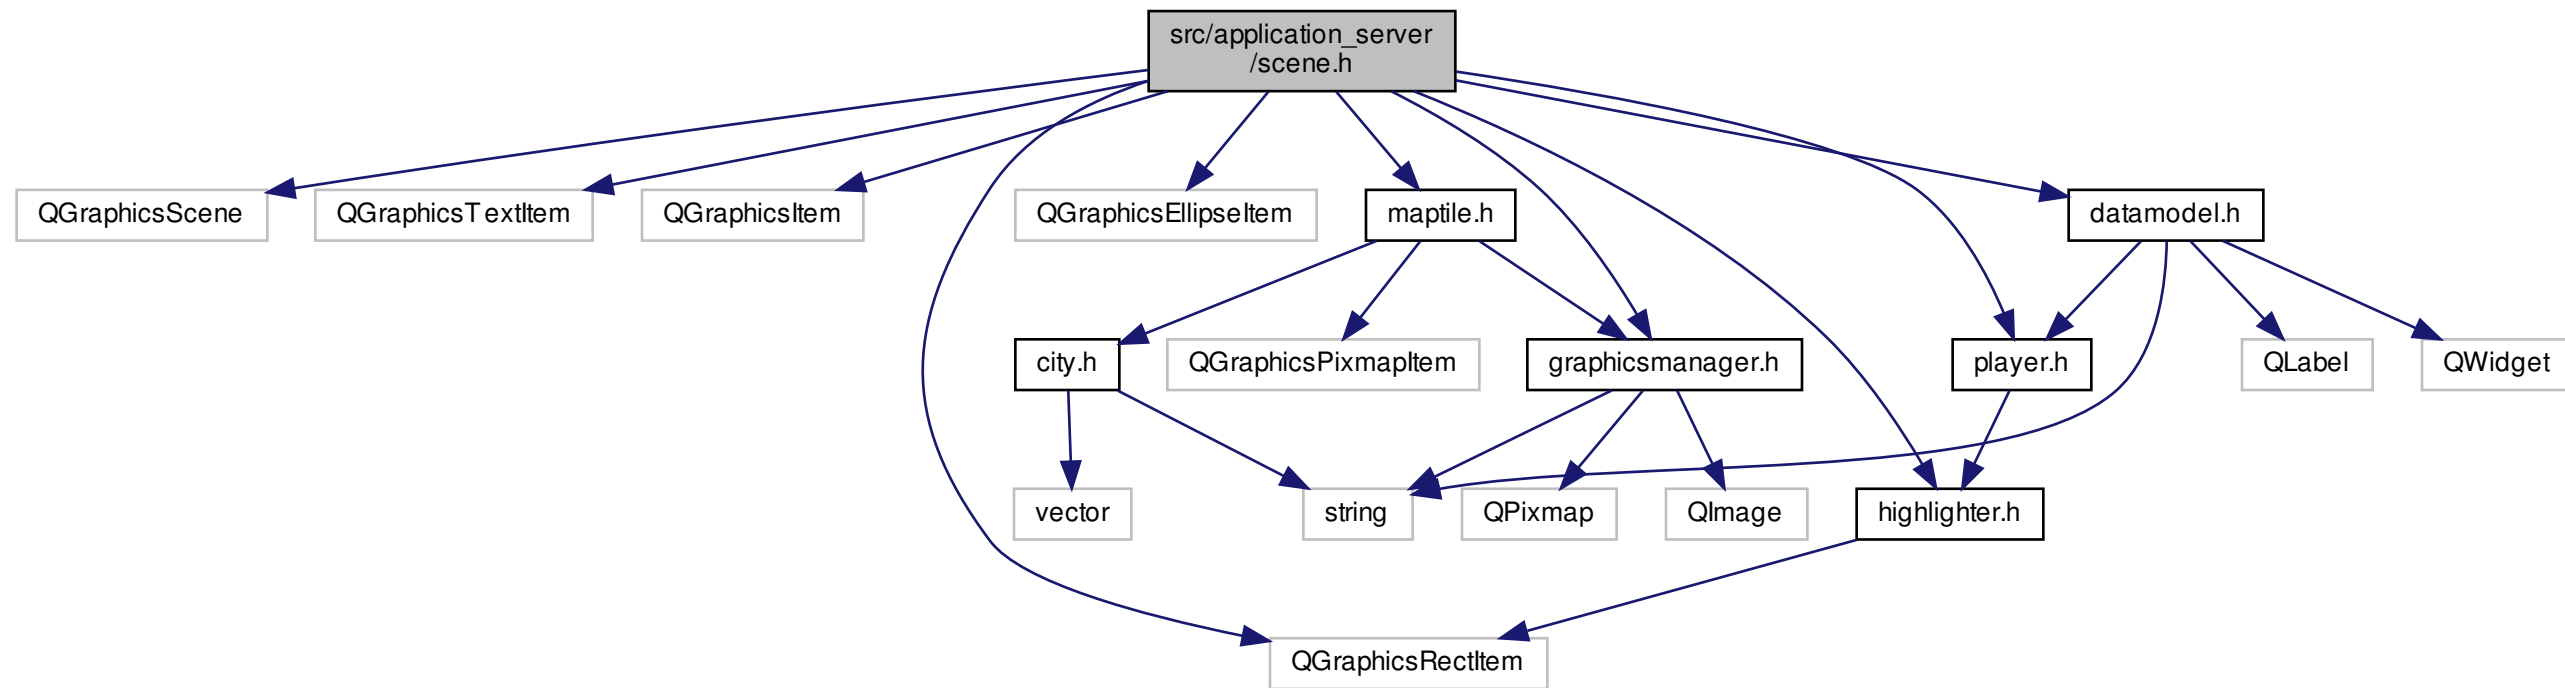 src/application_server
/scene.h
QGraphicsScene
QGraphicsTextItem
QGraphicsItem
QGraphicsEllipseItem
maptile.h
datamodel.h
city.h
QGraphicsPixmapItem
graphicsmanager.h
player.h
QLabel
QWidget
vector
string
QPixmap
QImage
highlighter.h
QGraphicsRectItem